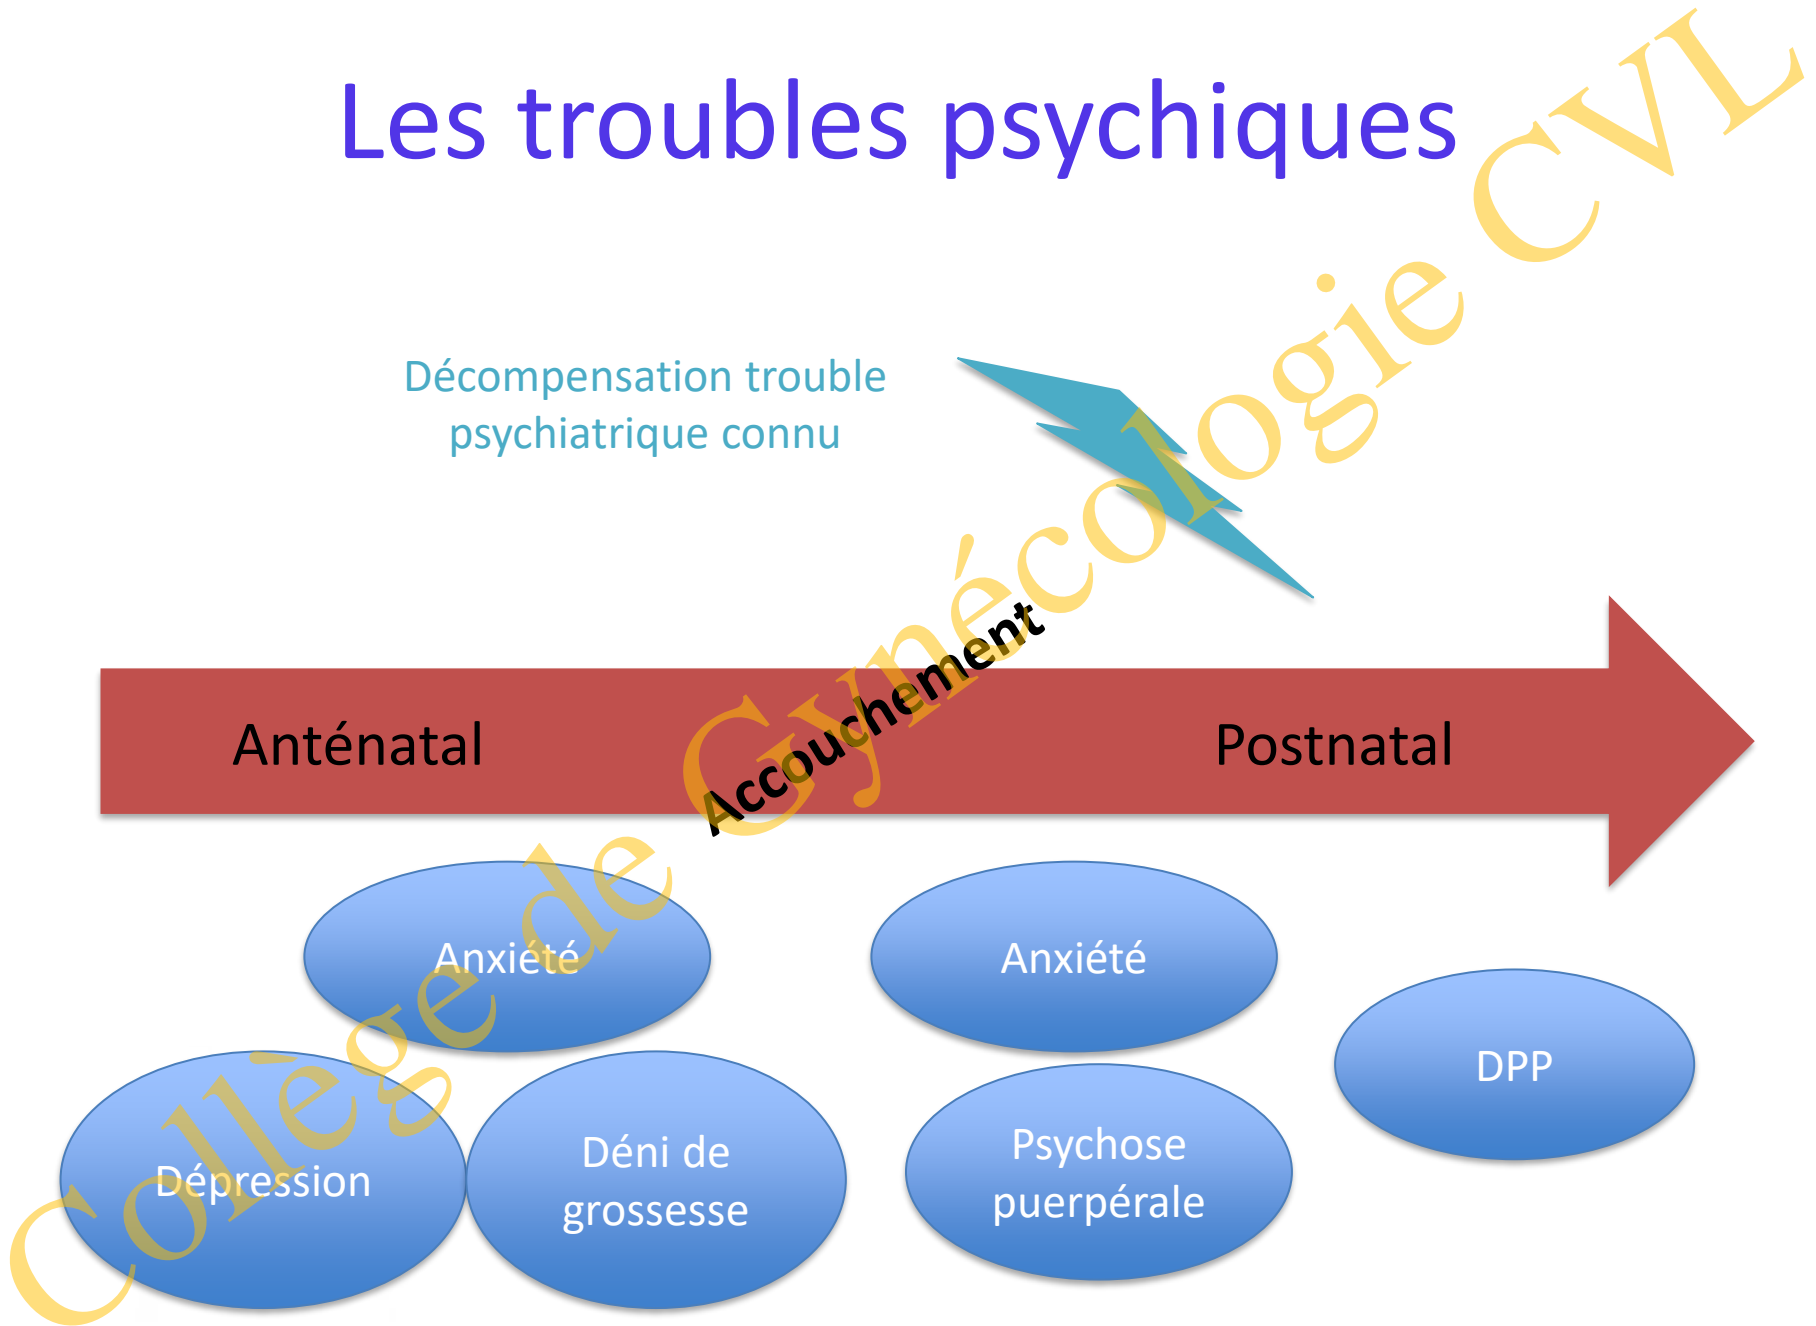 Les troubles psychiques
Décompensation trouble
psychiatrique connu
Anténatal
Accouchement
Postnatal
Anxiété
Anxiété
DPP
Dépression
Déni de
grossesse
Psychose
puerpérale
Collège de Gynécologie CVL